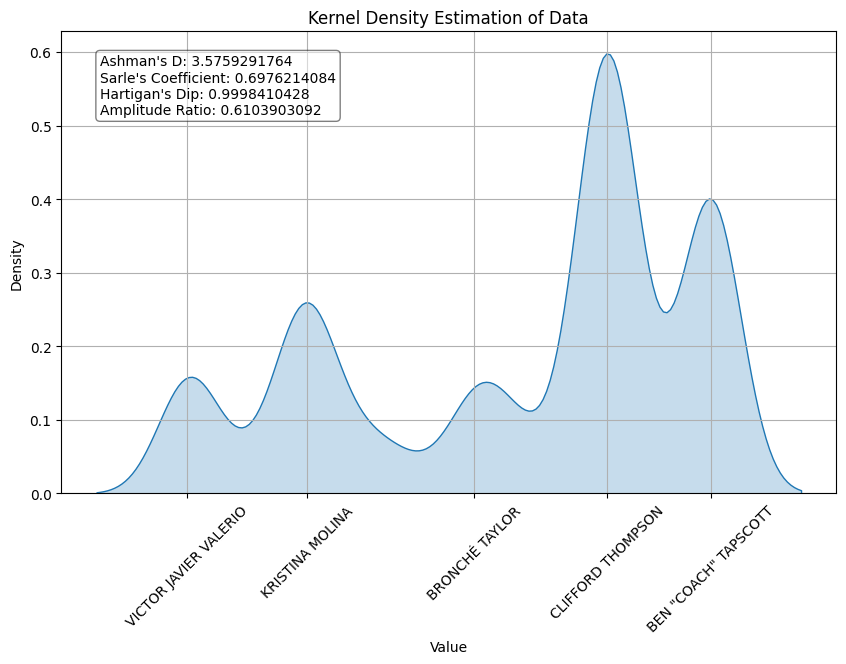 Kernel Density Estimation of Data
Ashman's D: 3.5759291764
Sarle's Coefficient: 0.6976214084
Hartigan's Dip: 0.9998410428
Amplitude Ratio: 0.6103903092
Density
0.6
0.5
0.4
0.3
0.2
0.1
0.0
VICTOR JAVIER VALERIO
KRISTINA MOLINA
BRONCHÉ TAYLOR
CLIFFORD THOMPSON
BEN "COACH" TAPSCOTT
Value